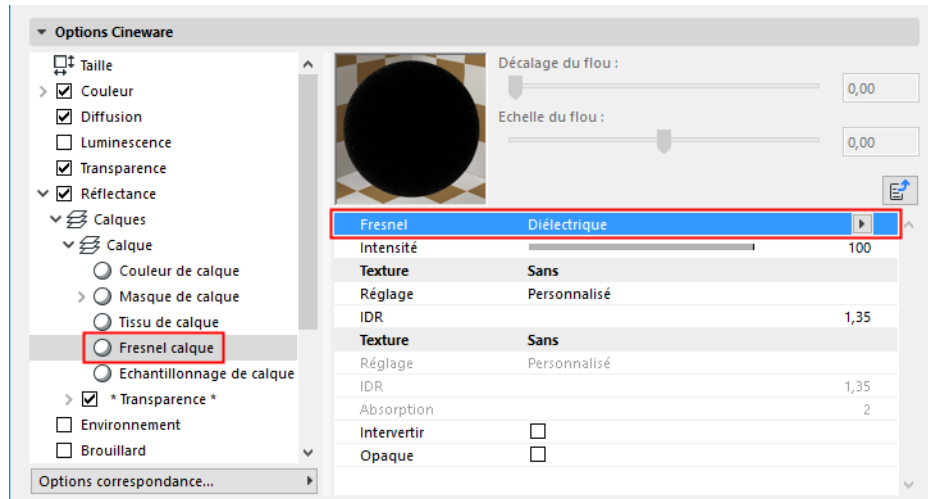 Options Cineware
Taille
Couleur
Diffusion
Luminescence
Transparence
Réflectance
Calques
Calque
Couleur de calque
Masque de calque
Tissu de calque
Fresnel calque
Echantillonnage de calque
* Transparence *
Environnement
Brouillard
Options correspondance...
Décalage du flou :
0,00
Echelle du flou :
0,00
Fresnel Diélectrique
Intensité 100
Texture Sans
Réglage Personnalisé
IDR 1,35
Texture Sans
Réglage Personnalisé
IDR 1,35
Absorption 2
Intervertir
Opaque